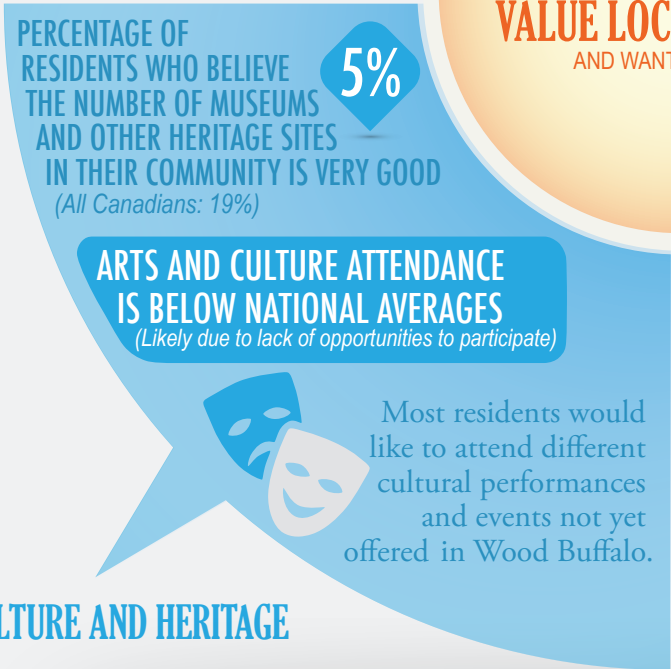 PERCENTAGE OF
RESIDENTS WHO BELIEVE
THE NUMBER OF MUSEUMS
AND OTHER HERITAGE SITES
IN THEIR COMMUNITY IS VERY GOOD
(All Canadians: 19%)
5%
VALUE LOC
AND WANT
ARTS AND CULTURE ATTENDANCE
IS BELOW NATIONAL AVERAGES
(Likely due to lack of opportunities to participate)
Most residents would
like to attend different
cultural performances
and events not yet
offered in Wood Buffalo.
LTURE AND HERITAGE